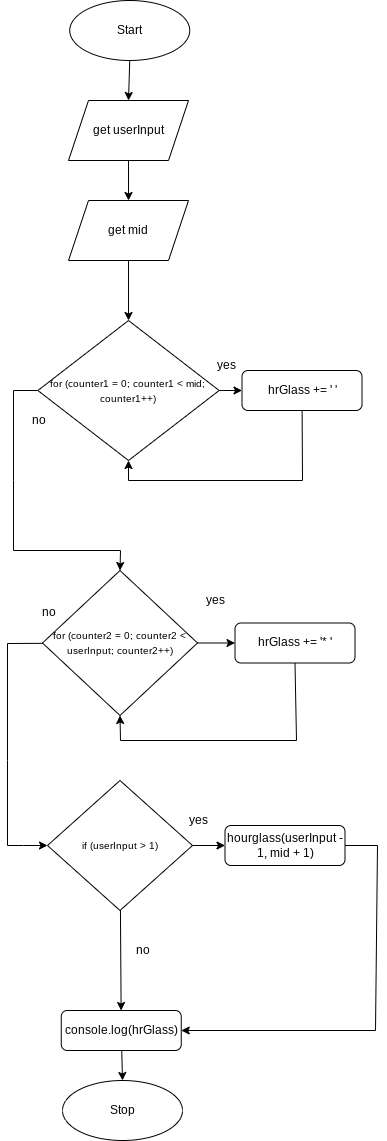 Start
get userInput
get mid
for (counter1 = 0; counter1 < mid;
counter1++)
yes
hrGlass += ' '
no
for (counter2 = 0; counter2 <
userInput; counter2++)
no
yes
hrGlass += '* '
if (userInput > 1)
yes
hourglass(userInput -
1, mid + 1)
no
console.log(hrGlass)
Stop